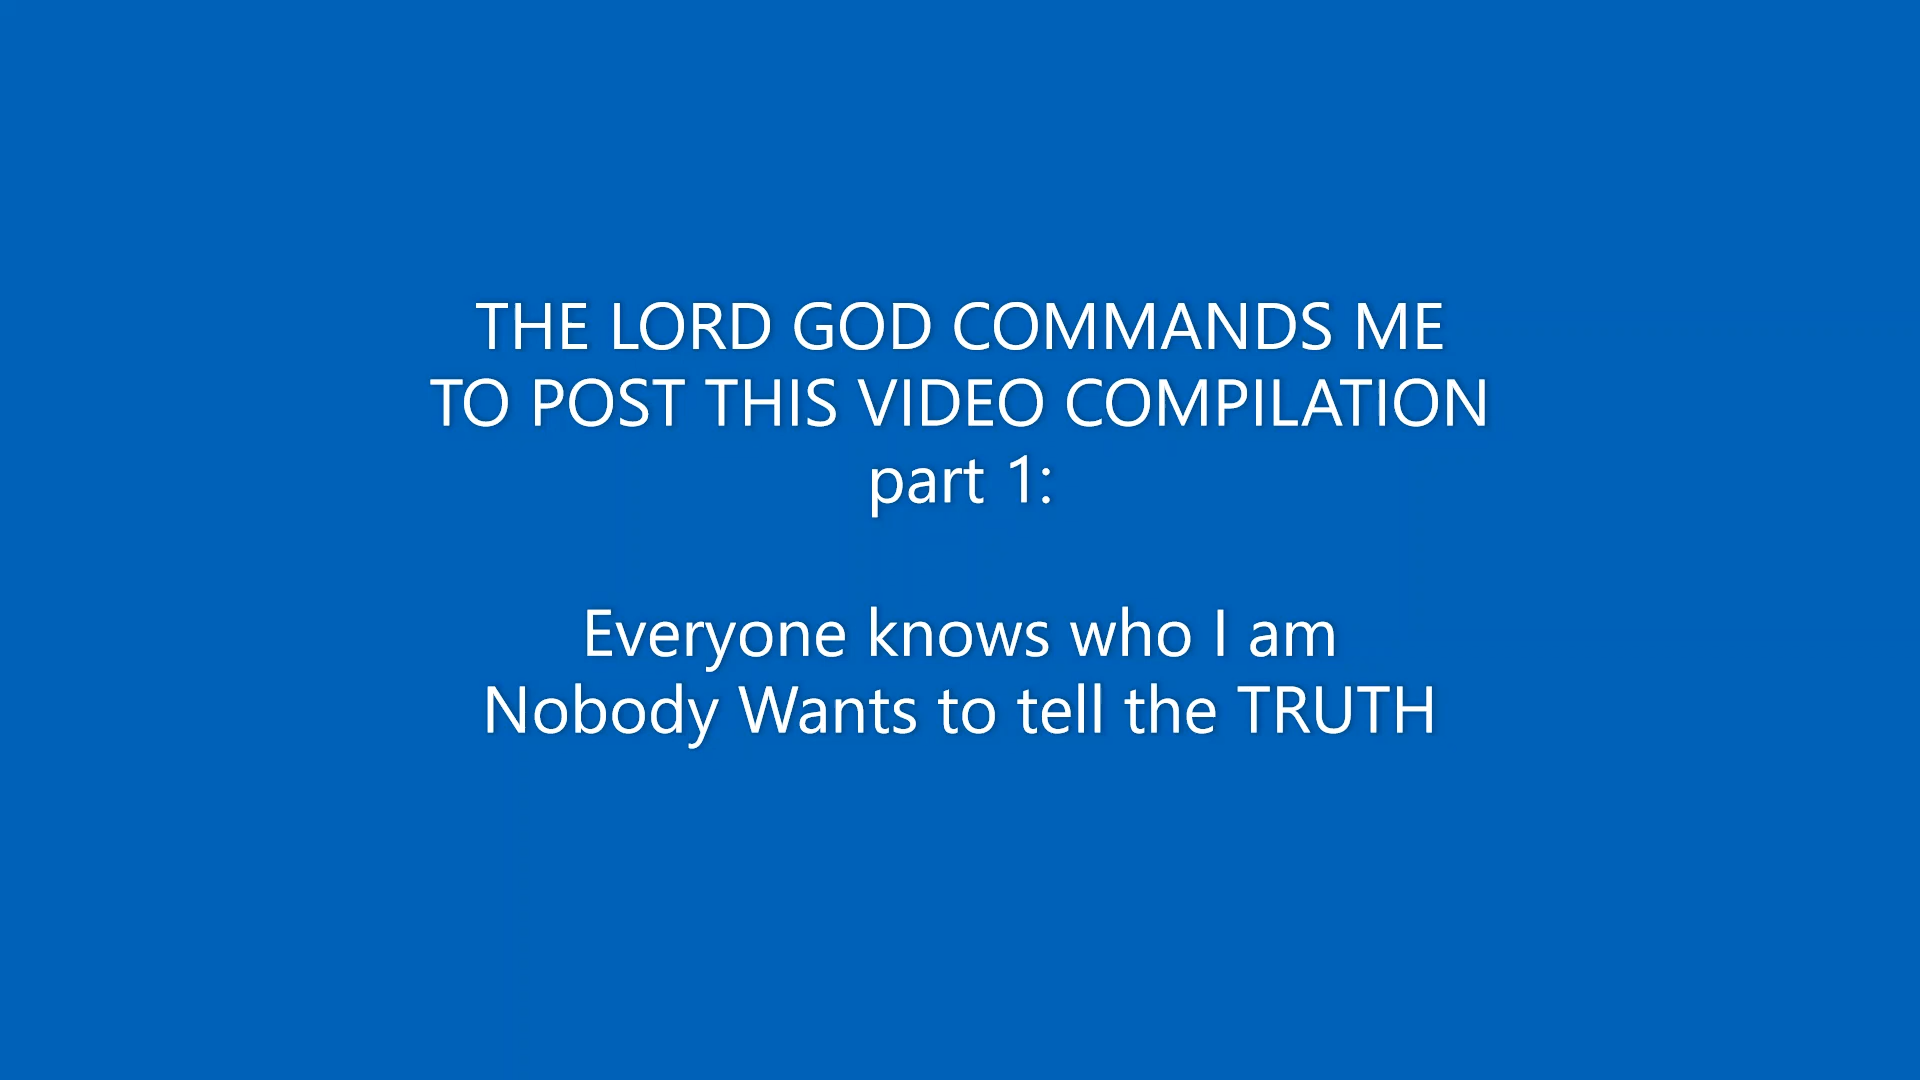 THE LORD GOD COMMANDS ME
TO POST THIS VIDEO COMPILATION
part 1:
Everyone knows who I am
Nobody Wants to tell the TRUTH